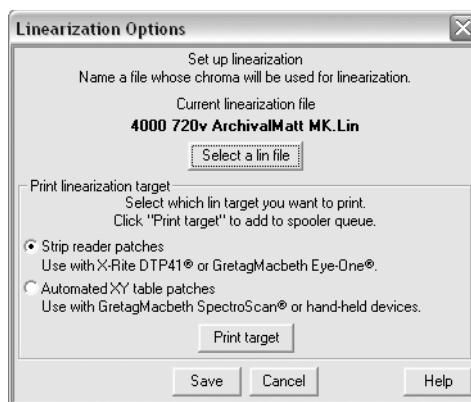 Linearization Options
Set up linearization
Name a file whose chroma will be used for linearization.
Current linearization file
4000 720v ArchivalMatt MK.Lin
Select a lin file
Print linearization target
Select which lin target you want to print.
Click "Print target" to add to spooler queue.
Strip reader patches
Use with X-Rite DTP41® or GretagMacbeth Eye-One®.
Automated XY table patches
Use with GretagMacbeth SpectroScan® or hand-held devices.
Print target
Save Cancel Help